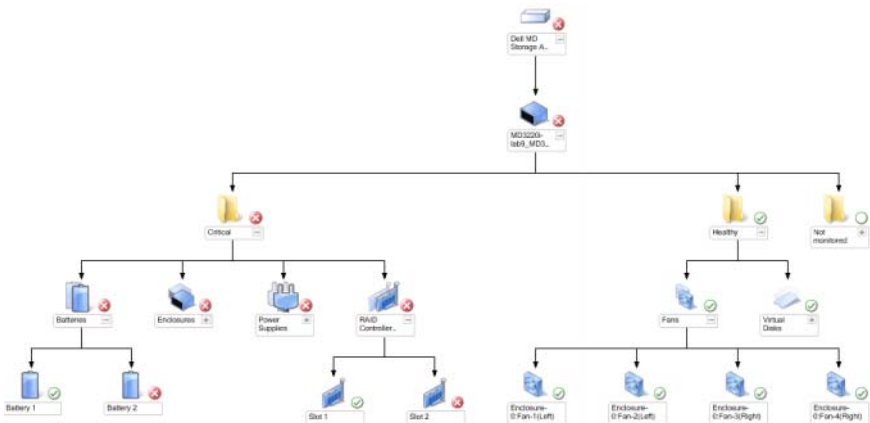 Dell MD
Storage A..
MD322G-
lab9_MD3...
Critical
Healthy
Not
monitored
Batteries
Enclosures
Power
Supplies
RAID
Controller...
Fans
Virtual
Disks
Battery 1
Battery 2
Slot 1
Slot 2
Enclosure-
0:Fan-1(Left)
Enclosure-
0:Fan-2(Left)
Enclosure-
0:Fan-3(Right)
Enclosure-
0:Fan-4(Right)